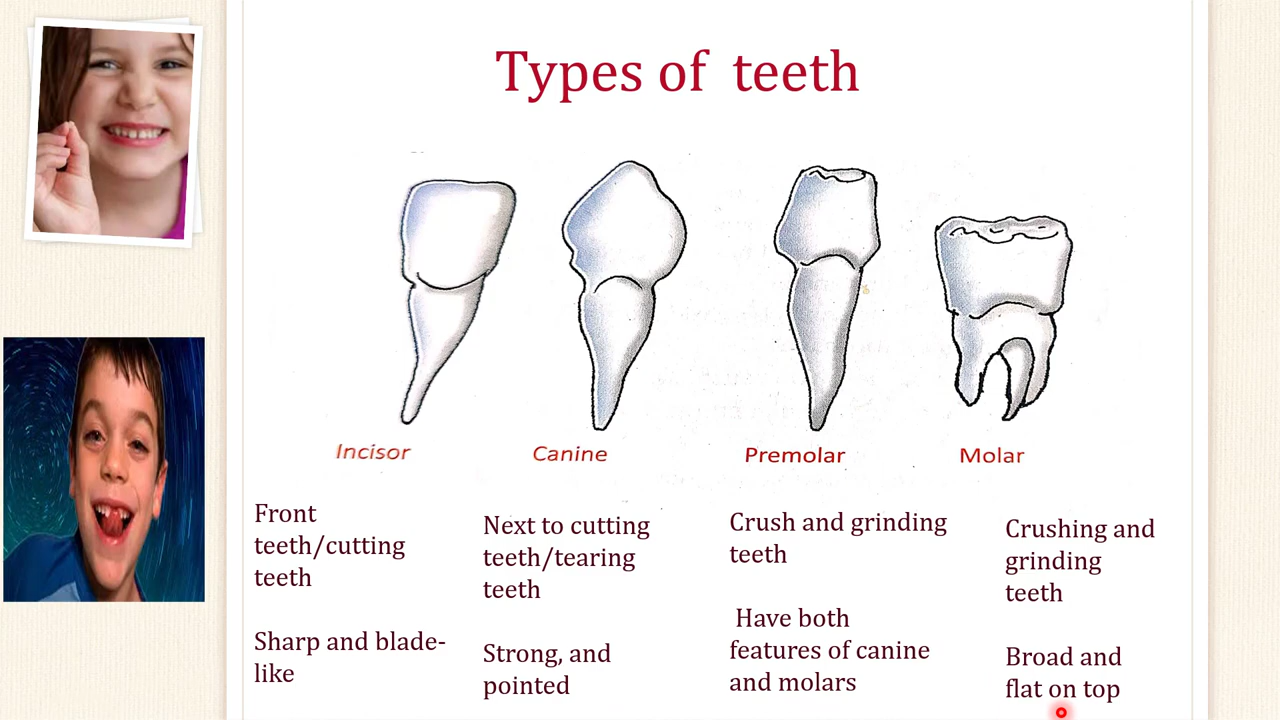 Types of teeth
Incisor
Canine
Premolar
Molar
Front
teeth/cutting
teeth
Sharp and blade-
like
Next to cutting
teeth/tearing
teeth
Strong, and
pointed
Crush and grinding
teeth
Have both
features of canine
and molars
Crushing and
grinding
teeth
Broad and
flat on top